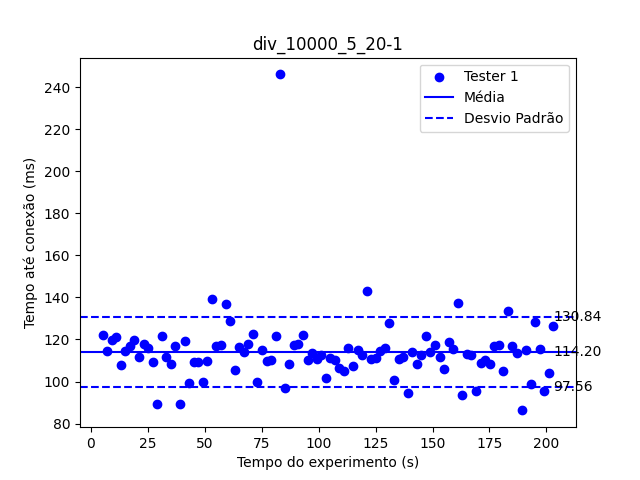 div_10000_5_20-1
Tester 1
Média
Desvio Padrão
240
220
200
180
160
140
120
100
80
Tempo até conexão (ms)
130.84
114.20
97.56
0 25 50 75 100 125 150 175 200
Tempo do experimento (s)